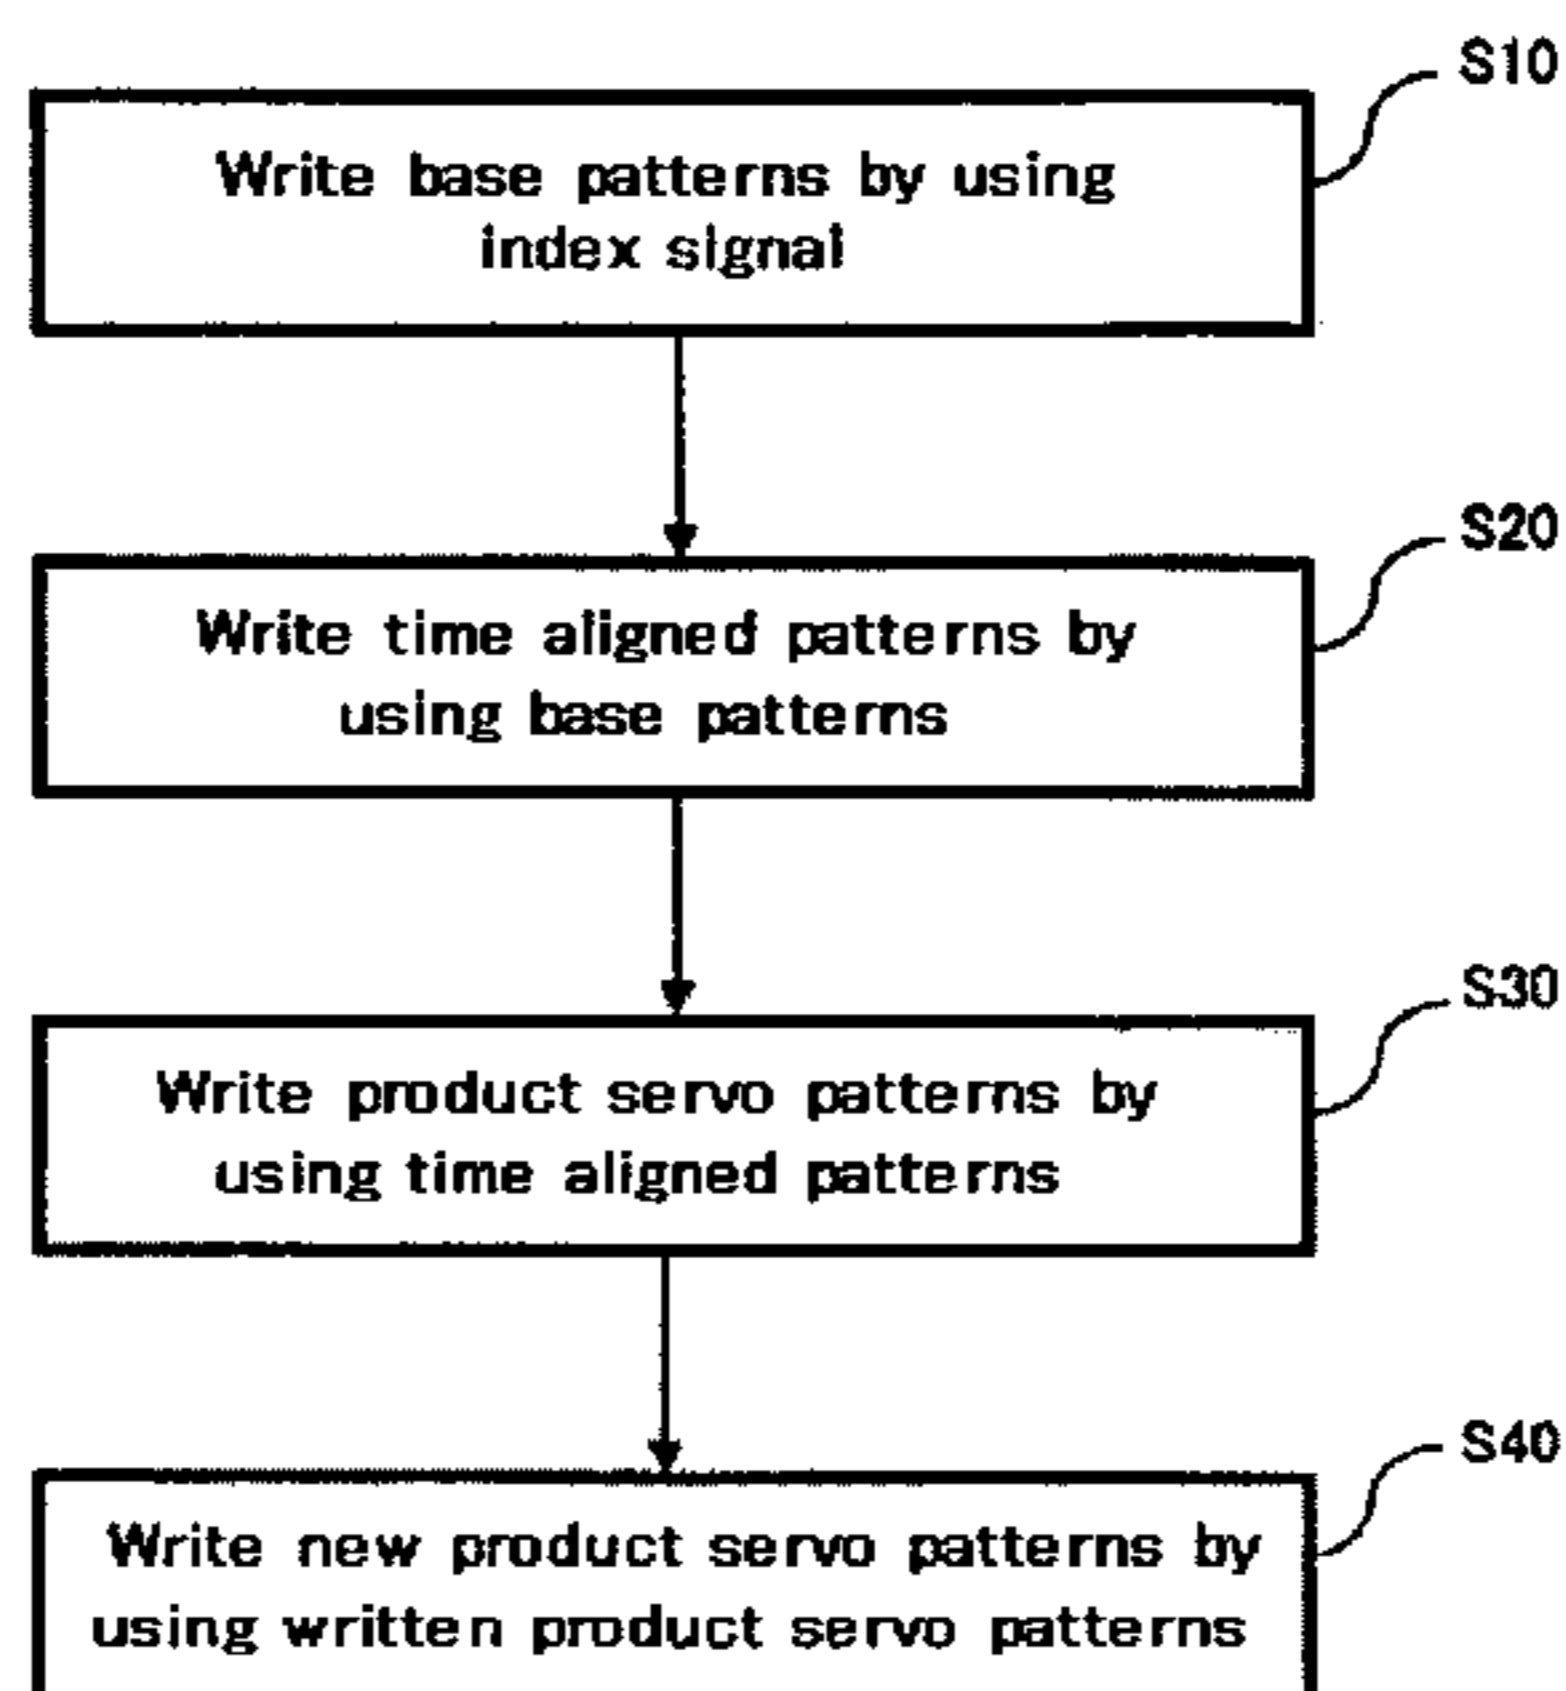 S10
Write base patterns by using
index signal
S20
Write time aligned patterns by
using base patterns
S30
Write product servo patterns by
using time aligned patterns
S40
Write new product servo patterns by
using written product servo patterns